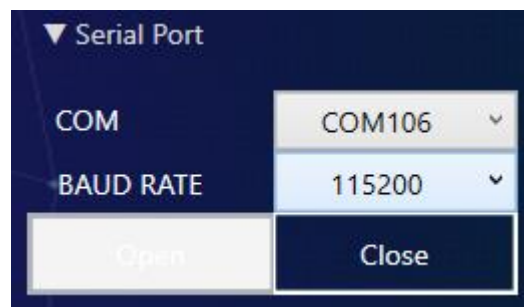 ▼ Serial Port
COM COM106
BAUD RATE 115200
Open Close